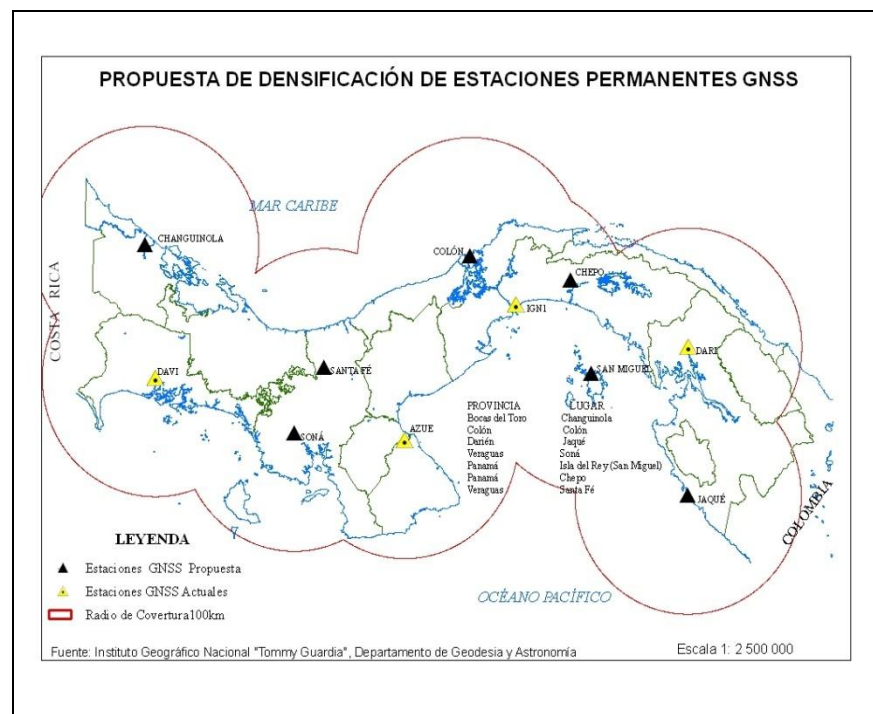 PROPUESTA DE DENSIFICACIÓN DE ESTACIONES PERMANENTES GNSS
MAR CARIBE
CHANGUINOLA
COLÓN
COSTA RICA
CHEPO
IGN1
DARI
DAVI
SANTA FÉ
SAN MIGUEL
SONÁ
AZUE
PROVINCIA LUGAR
Bocas del Toro Changuinola
Colón Colón
Darién Jaqué
Veraguas Soná
Panamá Isla del Rey (San Miguel)
Panamá Chepo
Veraguas Santa Fé
JAQUÉ
COLOMBIA
LEYENDA
Estaciones GNSS Propuesta
Estaciones GNSS Actuales
Radio de Covertura100km
OCÉANO PACÍFICO
Fuente: Instituto Geográfico Nacional "Tommy Guardia", Departamento de Geodesia y Astronomía
Escala 1: 2 500 000